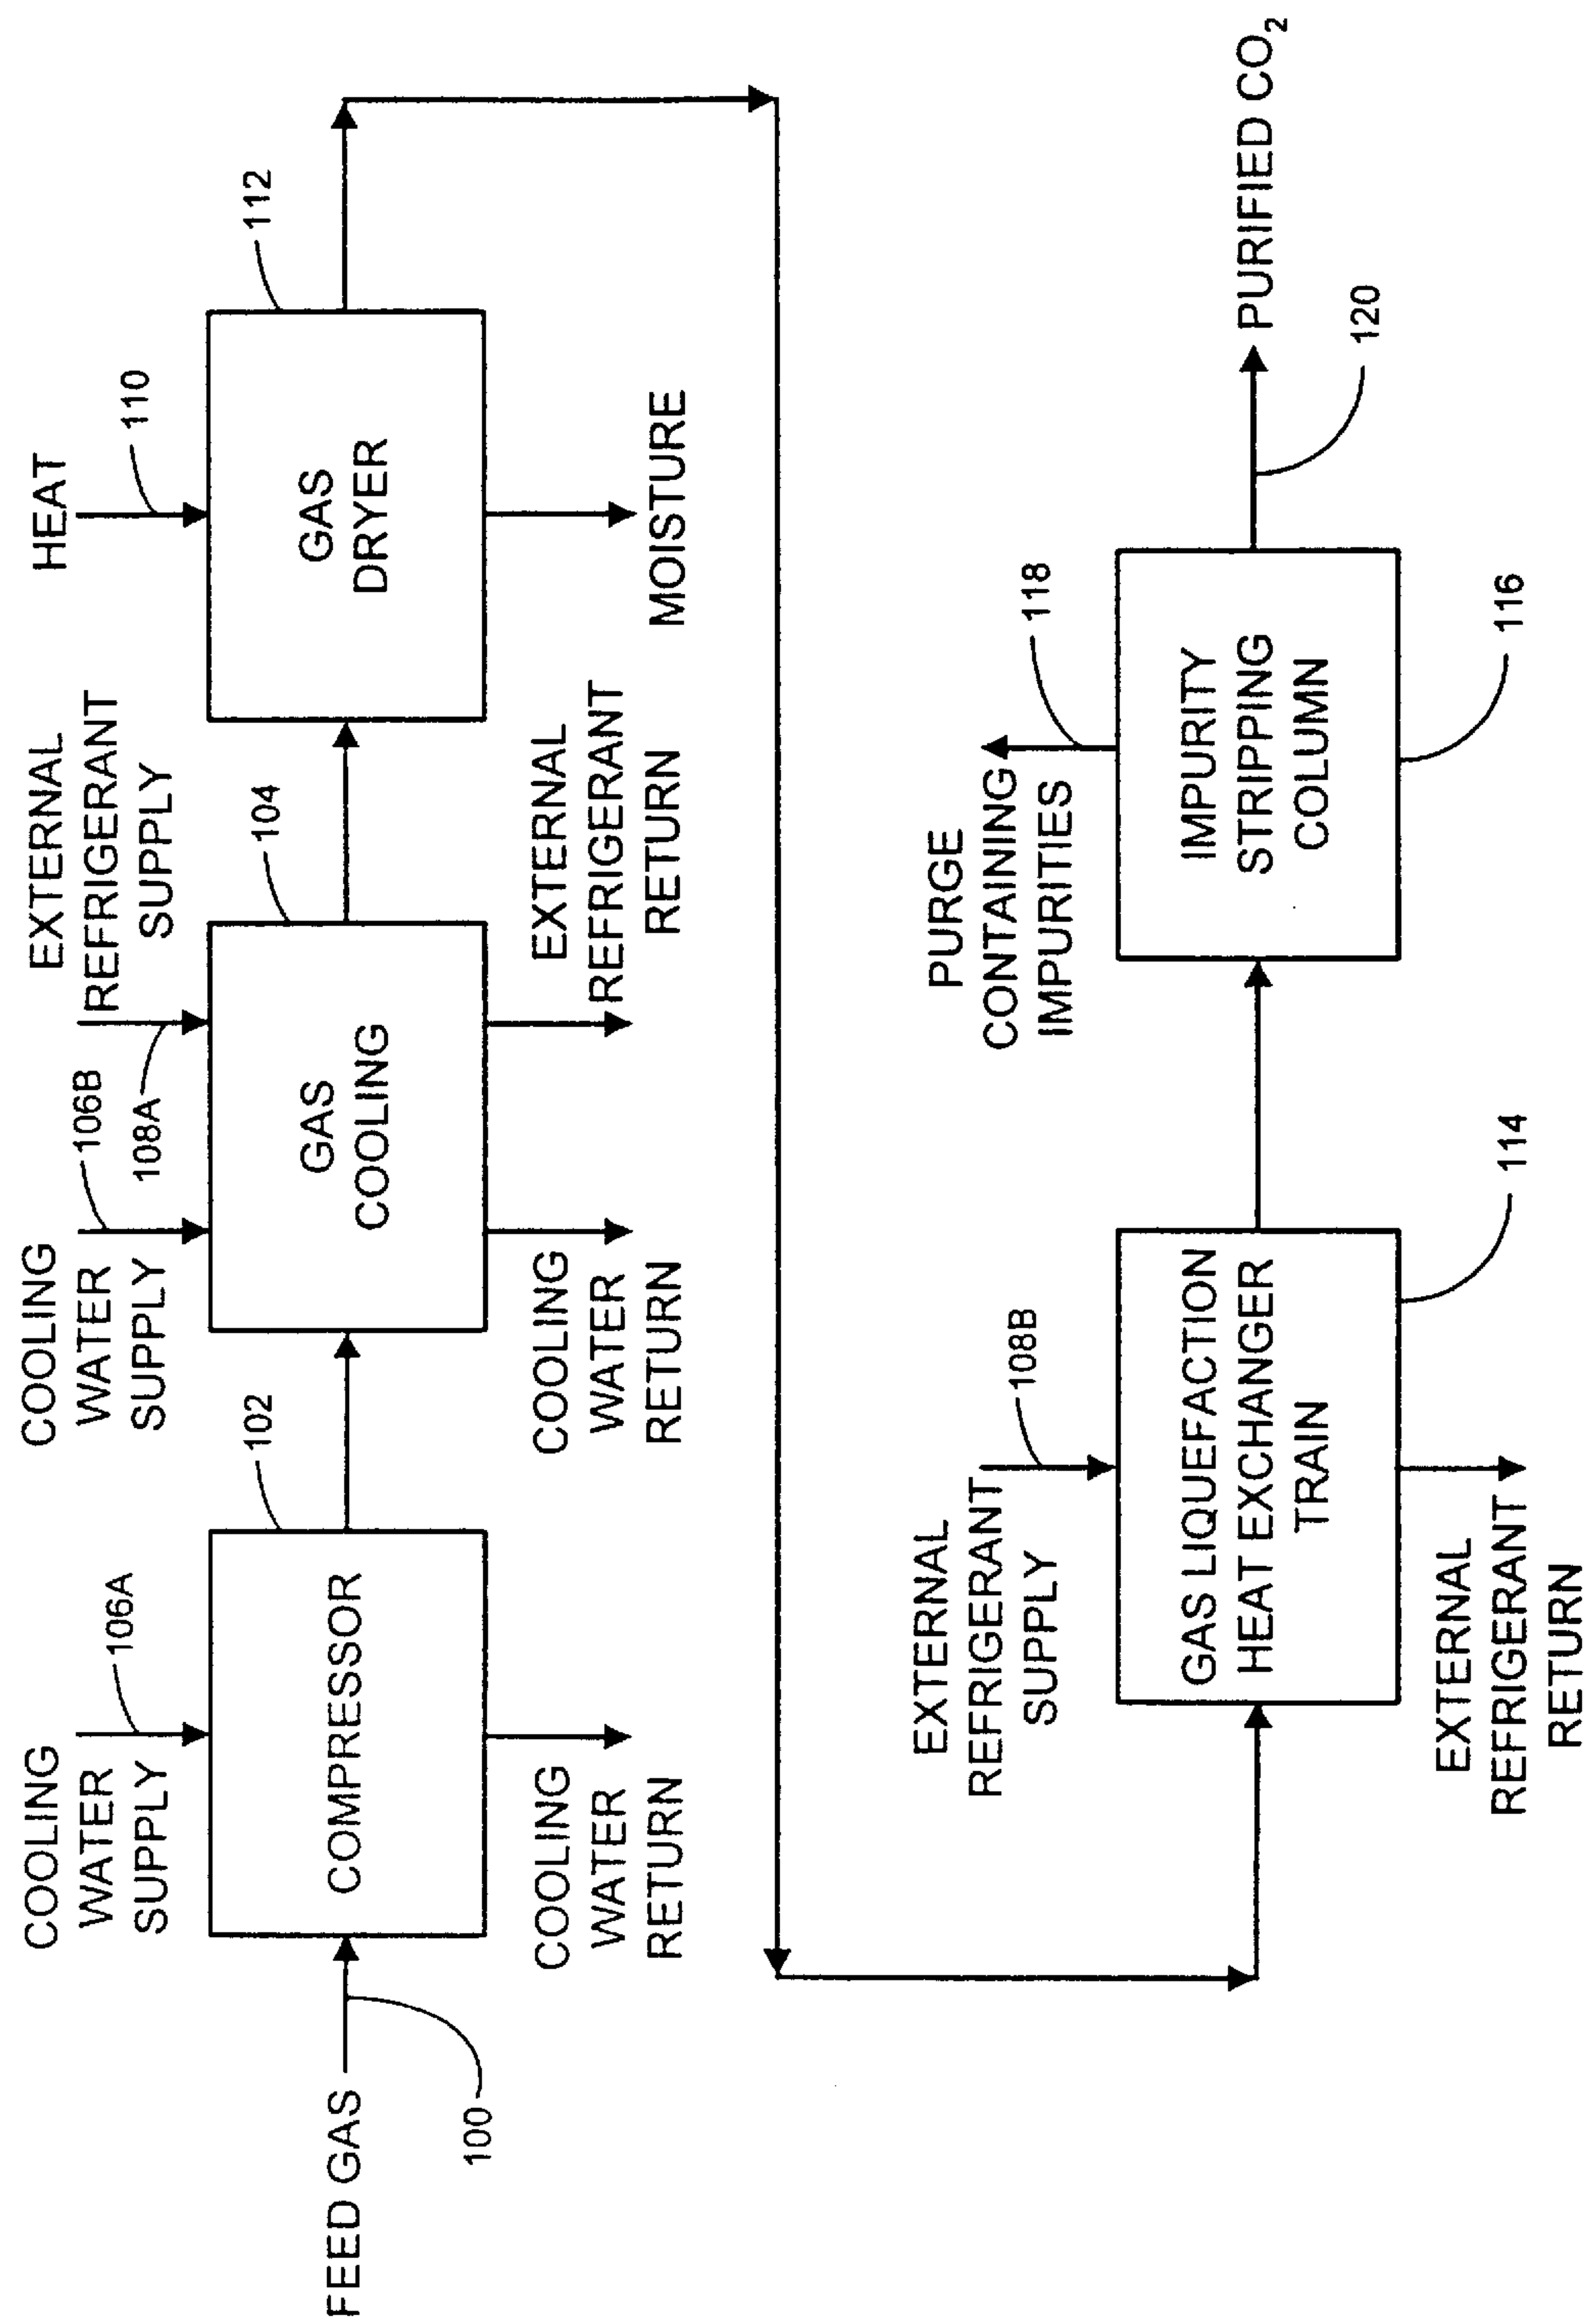 COOLING
WATER
SUPPLY
106A
COOLING
WATER
SUPPLY
106B
108A
EXTERNAL
REFRIGERANT
SUPPLY
HEAT
110
FEED GAS
100
COMPRESSOR
102
GAS
COOLING
104
GAS
DRYER
112
COOLING
WATER
RETURN
COOLING
WATER
RETURN
EXTERNAL
REFRIGERANT
RETURN
MOISTURE
EXTERNAL
REFRIGERANT
SUPPLY
108B
PURGE
CONTAINING
IMPURITIES
118
GAS LIQUEFACTION
HEAT EXCHANGER
TRAIN
114
IMPURITY
STRIPPING
COLUMN
116
120
PURIFIED CO₂
EXTERNAL
REFRIGERANT
RETURN